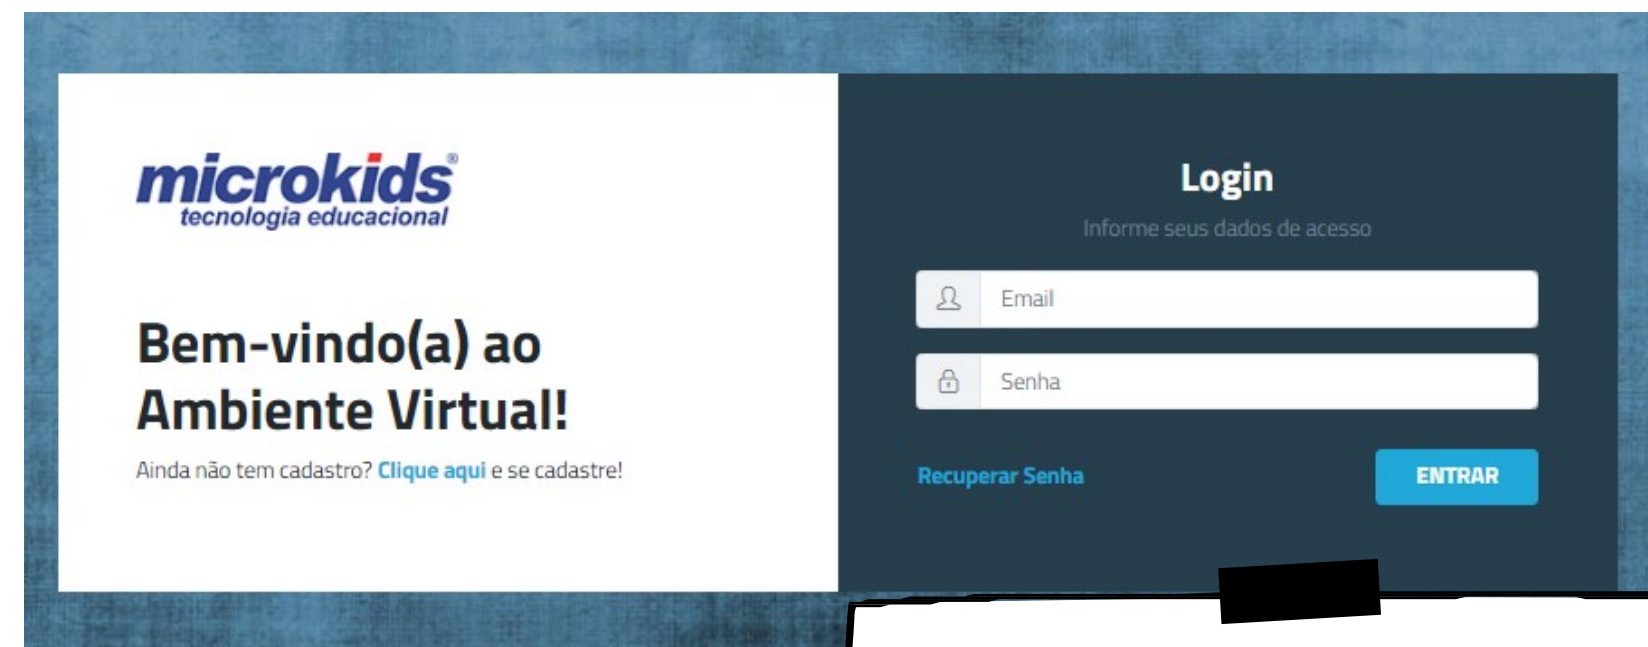 microkids®
tecnologia educacional
Bem-vindo(a) ao
Ambiente Virtual!
Ainda não tem cadastro? Clique aqui e se cadastre!
Login
Informe seus dados de acesso
Email
Senha
Recuperar Senha
ENTRAR